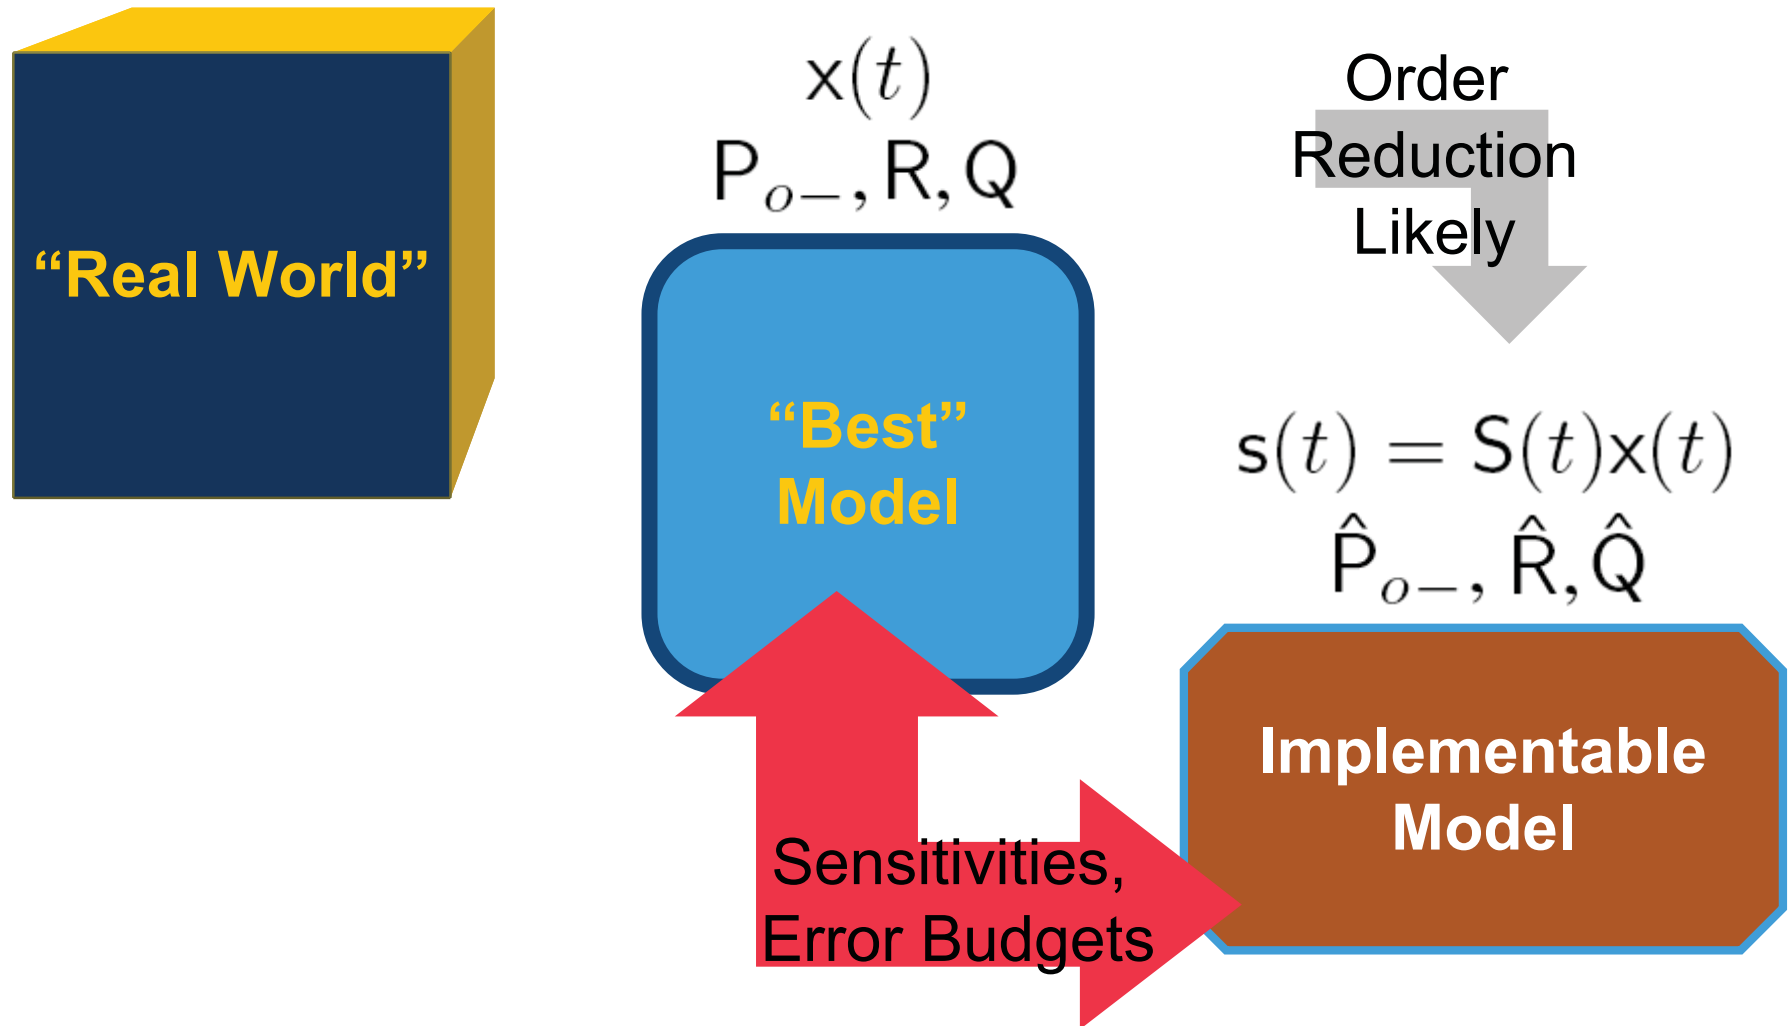 “Real World”
x(t)
P_{o-}, R, Q
“Best”
Model
Order
Reduction
Likely
s(t) = S(t)x(t)
P̂_{o-}, R̂, Q̂
Implementable
Model
Sensitivities,
Error Budgets